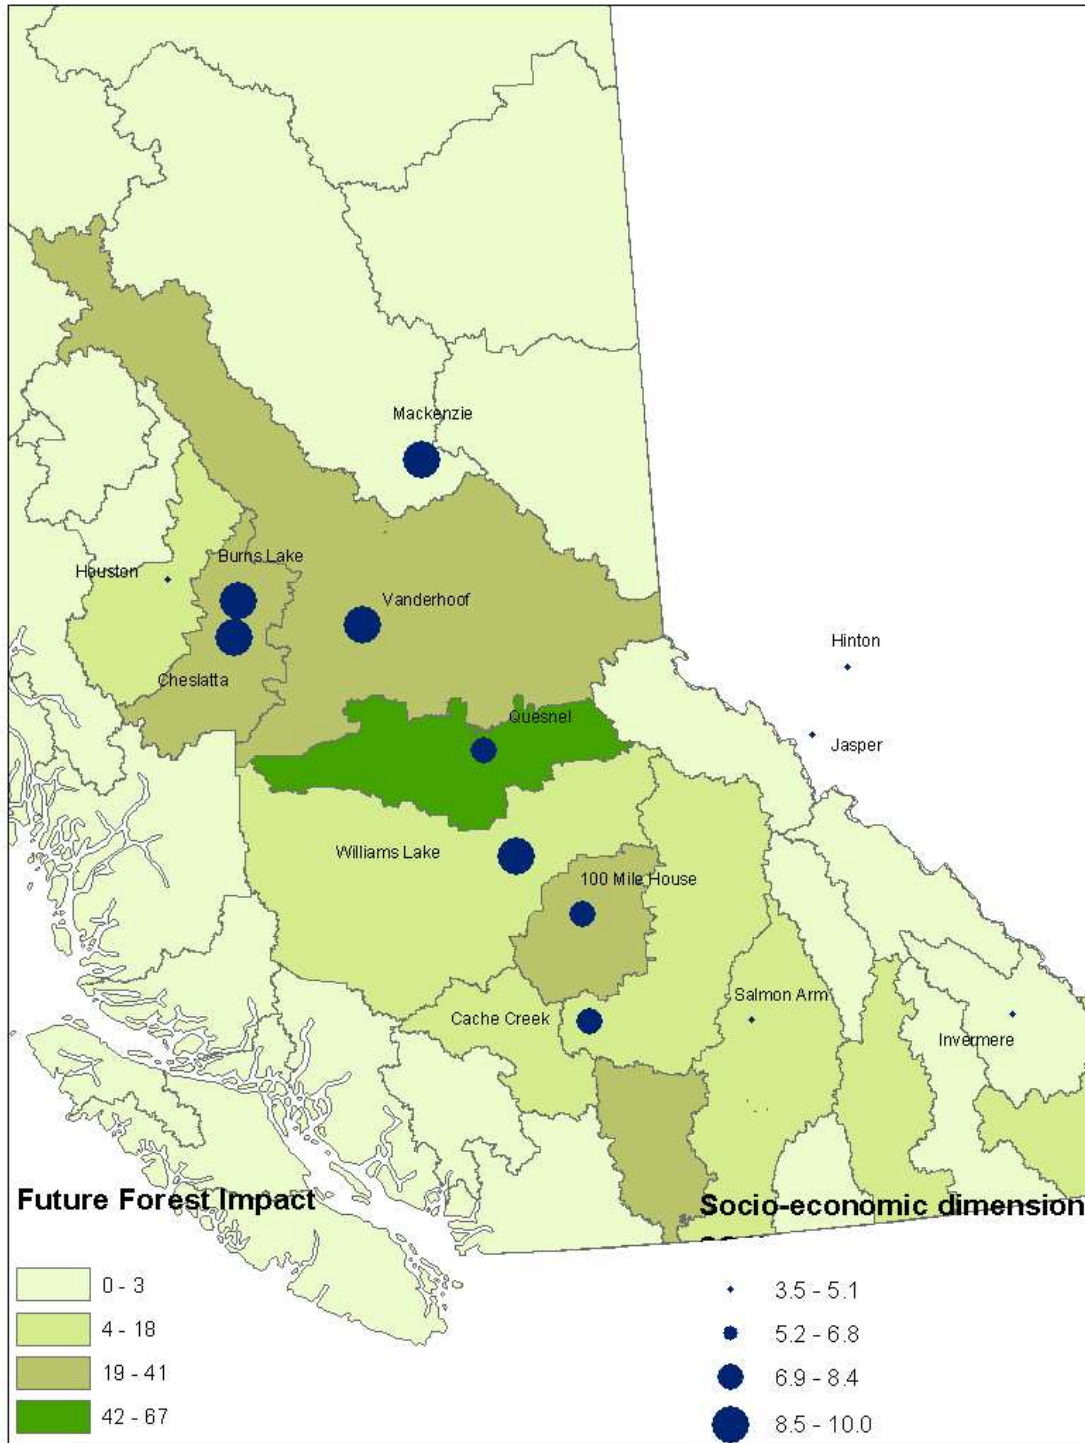 Mackenzie
Burns Lake
Houston
Vanderhoof
Hinton
Cheslatta
Quesnel
Jasper
Williams Lake
100 Mile House
Salmon Arm
Cache Creek
Invermere
Future Forest Impact
0 - 3
4 - 18
19 - 41
42 - 67
Socio-economic dimension
3.5 - 5.1
5.2 - 6.8
6.9 - 8.4
8.5 - 10.0